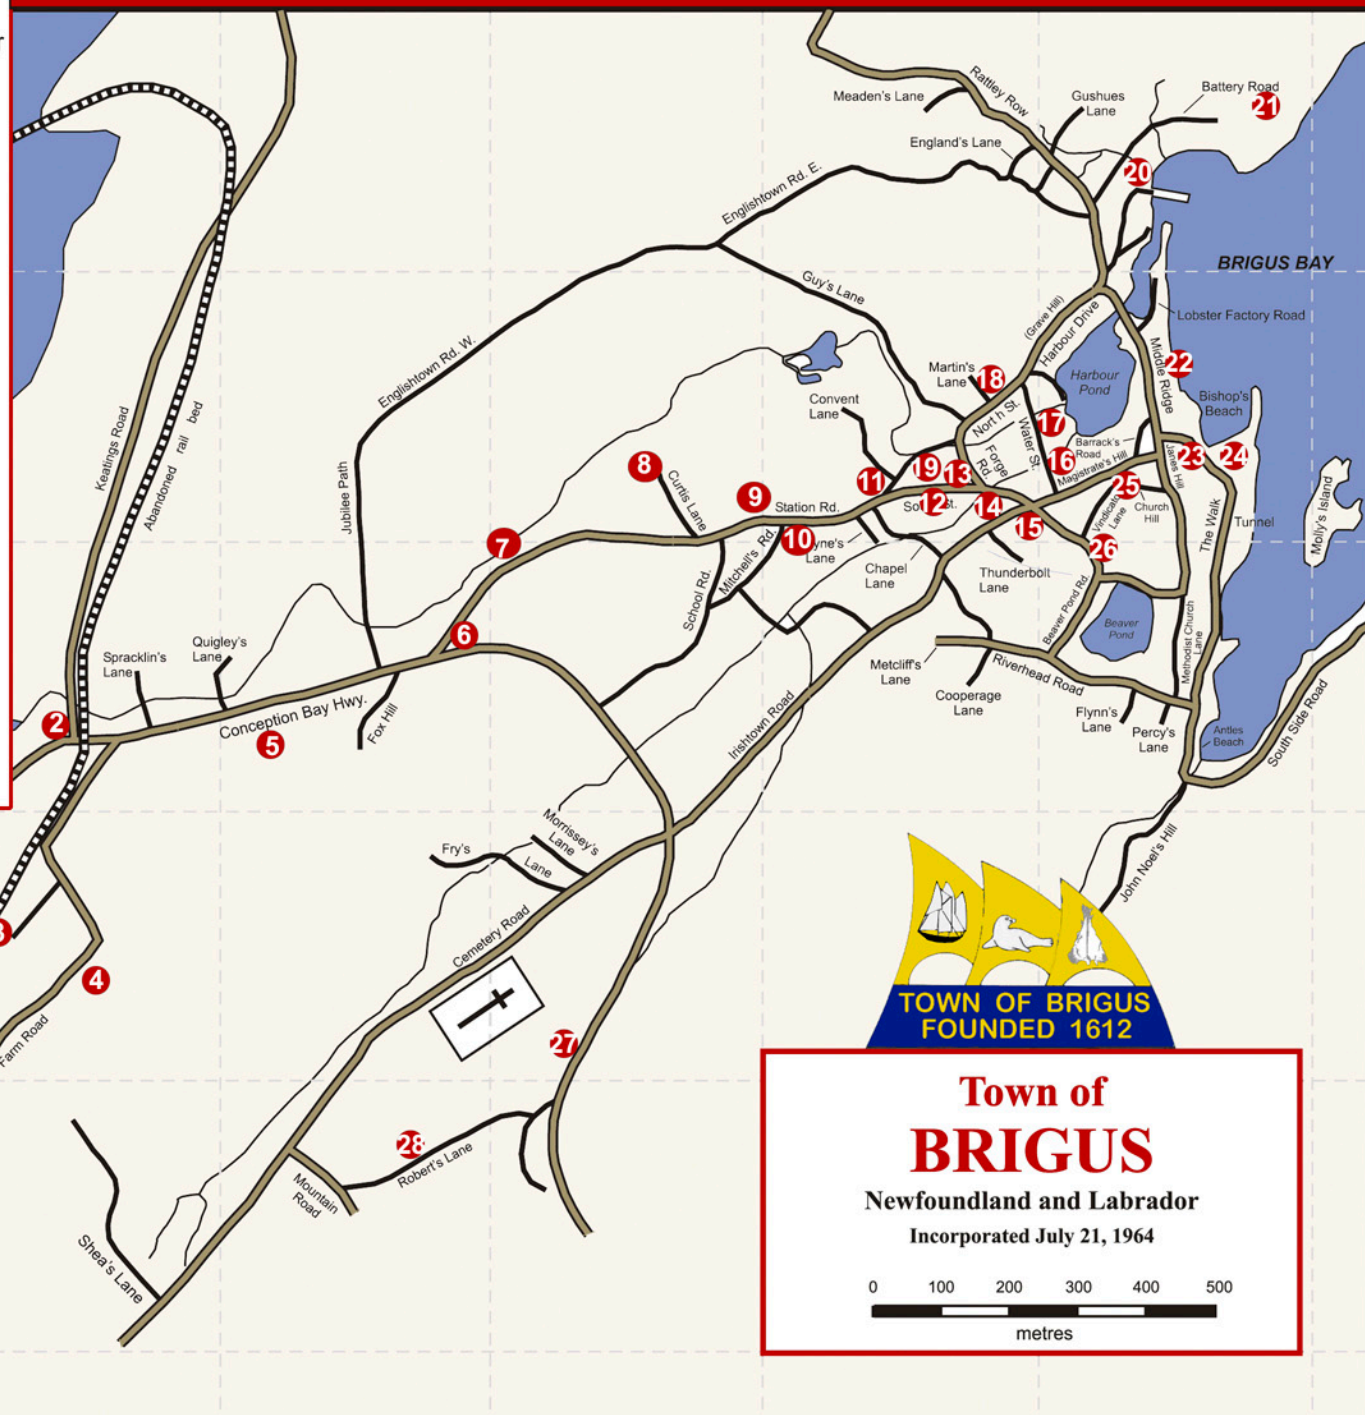 Rattley Row
Meaden's Lane
Gushues
Lane
Battery Road
21
England's Lane
20
Englishtown Rd. E.
BRIGUS BAY
Guy's Lane
(Grave Hill)
Harbour Drive
Lobster Factory Road
Middle Ridge
22
Englishtown Rd. W.
Martin's
Lane
18
Harbour
Pond
Bishop's
Beach
Convent
Lane
North St.
Water St.
17
Keatings Road
Abandoned rail bed
Jubilee Path
8
Curtis Lane
11
19
13
Forge
Rd.
16
Barrack's
Road
Magistrate's Hill
James Hill
23
24
9
Station Rd.
12
14
25
Church
Hill
Lane
The Walk
Tunnel
Molly's Island
7
10
Lane
15
26
Mitchell's Rd.
School Rd.
Chapel
Lane
Thunderbolt
Lane
Beaver Pond Rd.
Beaver
Pond
Methodist Church
Lane
6
Quigley's
Lane
Spracklin's
Lane
Metcliff's
Lane
Riverhead Road
Cooperage
Lane
Flynn's
Lane
Percy's
Lane
Antles
Beach
South Side Road
2
Conception Bay Hwy.
5
Fox Hill
Irishtown Road
Morrissey's
Lane
Fry's
Lane
John Noel's Hill
Cemetery Road
4
Farm Road
27
28
Robert's Lane
Mountain
Road
Shea's Lane
TOWN OF BRIGUS
FOUNDED 1612
Town of
BRIGUS
Newfoundland and Labrador
Incorporated July 21, 1964
0 100 200 300 400 500
metres